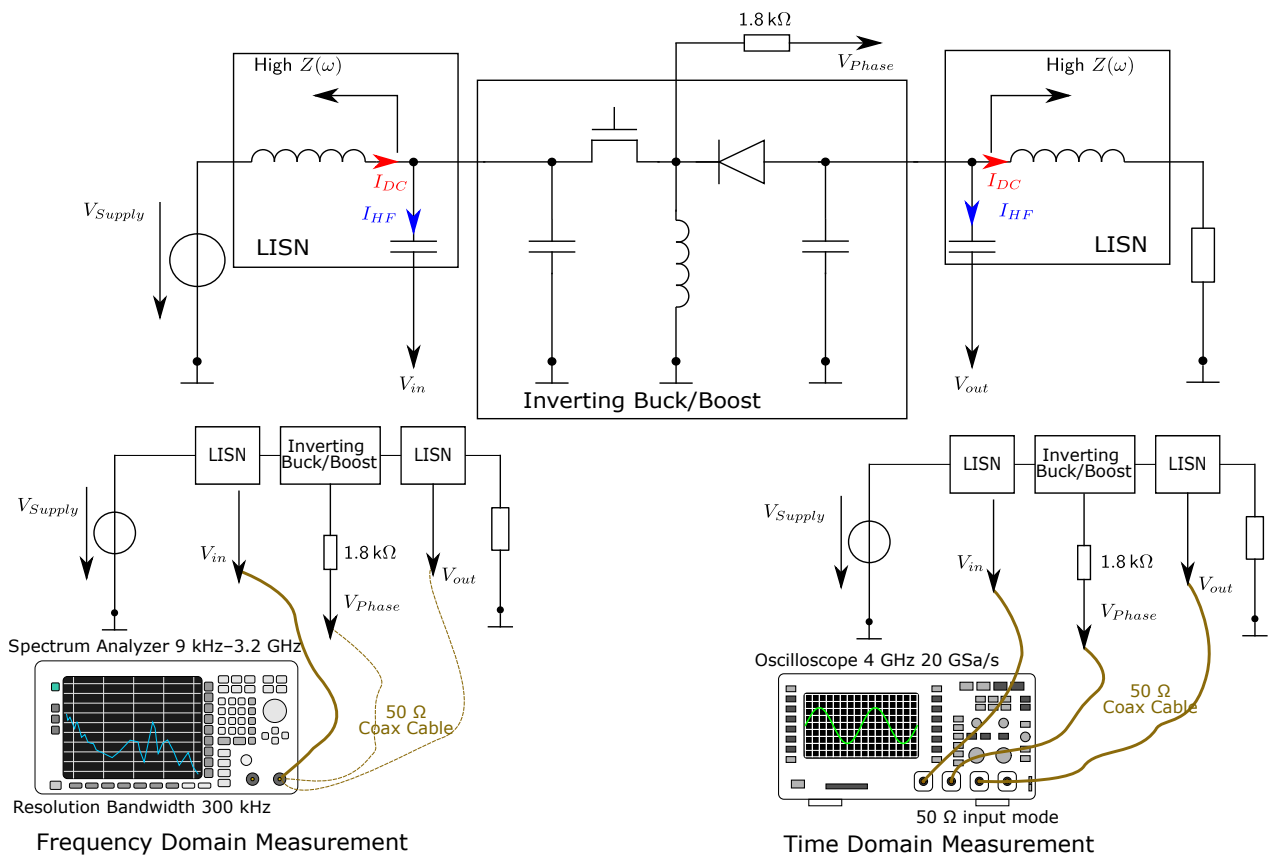 1.8 kΩ
V_Phase
High Z(ω)
High Z(ω)
I_DC
I_DC
V_Supply
I_HF
I_HF
LISN
LISN
V_in
V_out
Inverting Buck/Boost
LISN
Inverting
Buck/Boost
LISN
V_Supply
V_in
1.8 kΩ
V_out
V_Phase
Spectrum Analyzer 9 kHz–3.2 GHz
50 Ω
Coax Cable
Resolution Bandwidth 300 kHz
Frequency Domain Measurement
LISN
Inverting
Buck/Boost
LISN
V_Supply
V_in
1.8 kΩ
V_out
V_Phase
Oscilloscope 4 GHz 20 GSa/s
50 Ω
Coax Cable
50 Ω input mode
Time Domain Measurement